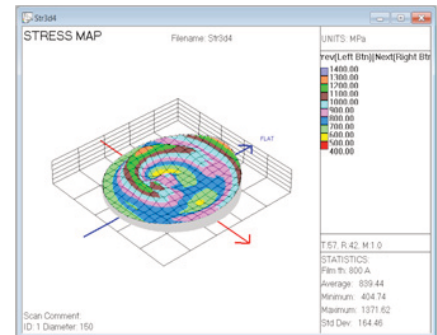 Str3d4
STRESS MAP
Filename: Str3d4
UNITS: MPa
rev(Left Btn)|Next(Right Btn
1400.00
1300.00
1200.00
1100.00
1000.00
900.00
800.00
700.00
600.00
500.00
400.00
FLAT
T:57, R:42, M:1.0
STATISTICS:
Film th: 800 A
Average: 839.44
Minimum: 404.74
Maximum: 1371.62
Std Dev: 164.46
Scan Comment:
ID: 1 Diameter: 150